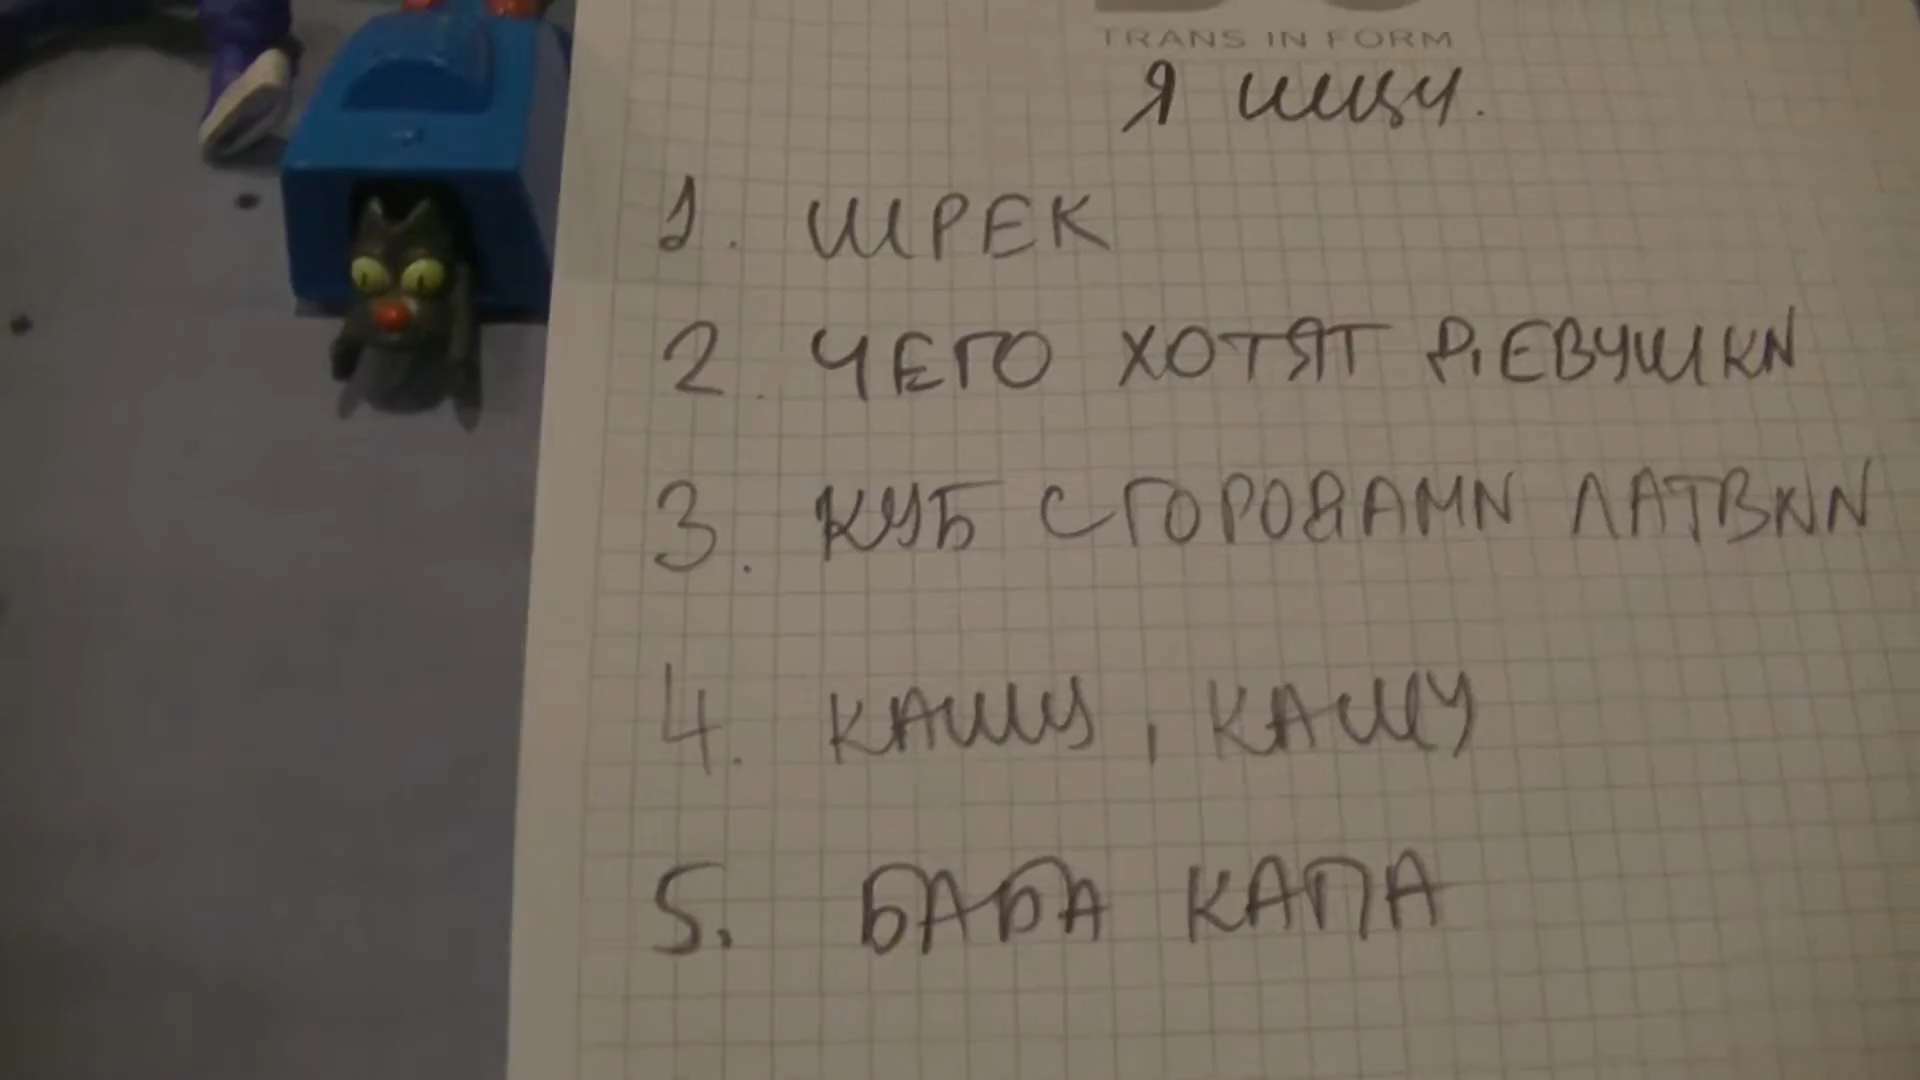 TRANS IN FORM
Я ищу.
1. ШРЕК
2. ЧЕГО ХОТЯТ ДЕВУШКИ
3. КУБ С ГОРОДАМИ ЛАТВИИ
4. КАШЦ, КАШУ
5. БАБА КАПА